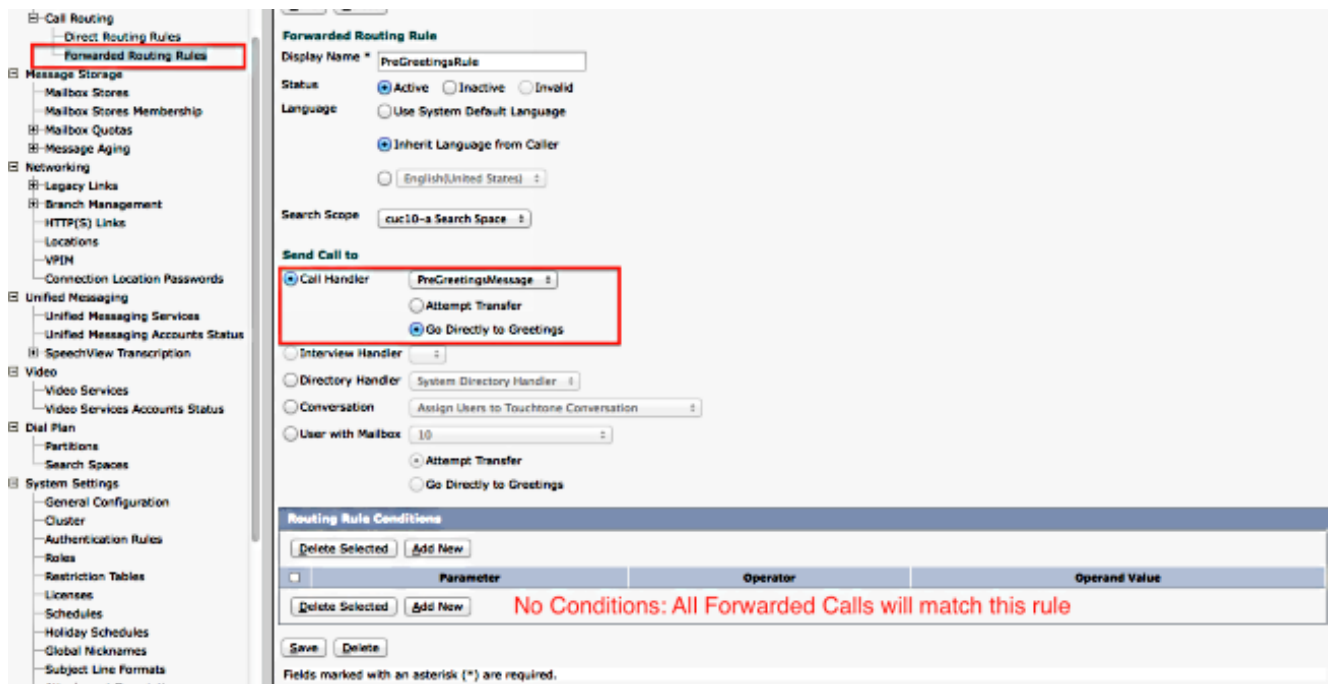 Call Routing
Direct Routing Rules
Forwarded Routing Rules
Message Storage
Mailbox Stores
Mailbox Stores Membership
Mailbox Quotas
Message Aging
Networking
Legacy Links
Branch Management
HTTP(S) Links
Locations
VPIM
Connection Location Passwords
Unified Messaging
Unified Messaging Services
Unified Messaging Accounts Status
SpeechView Transcription
Video
Video Services
Video Services Accounts Status
Dial Plan
Partitions
Search Spaces
System Settings
General Configuration
Cluster
Authentication Rules
Roles
Restriction Tables
Licenses
Schedules
Holiday Schedules
Global Nicknames
Subject Line Formats
Forwarded Routing Rule
Display Name * PreGreetingsRule
Status Active Inactive Invalid
Language Use System Default Language
Inherit Language from Caller
English(United States)
Search Scope cuc10-a Search Space
Send Call to
Call Handler PreGreetingsMessage
Attempt Transfer
Go Directly to Greetings
Interview Handler
Directory Handler System Directory Handler
Conversation Assign Users to Touchtone Conversation
User with Mailbox 10
Attempt Transfer
Go Directly to Greetings
Routing Rule Conditions
Delete Selected Add New
Parameter Operator Operand Value
Delete Selected Add New No Conditions: All Forwarded Calls will match this rule
Save Delete
Fields marked with an asterisk (*) are required.